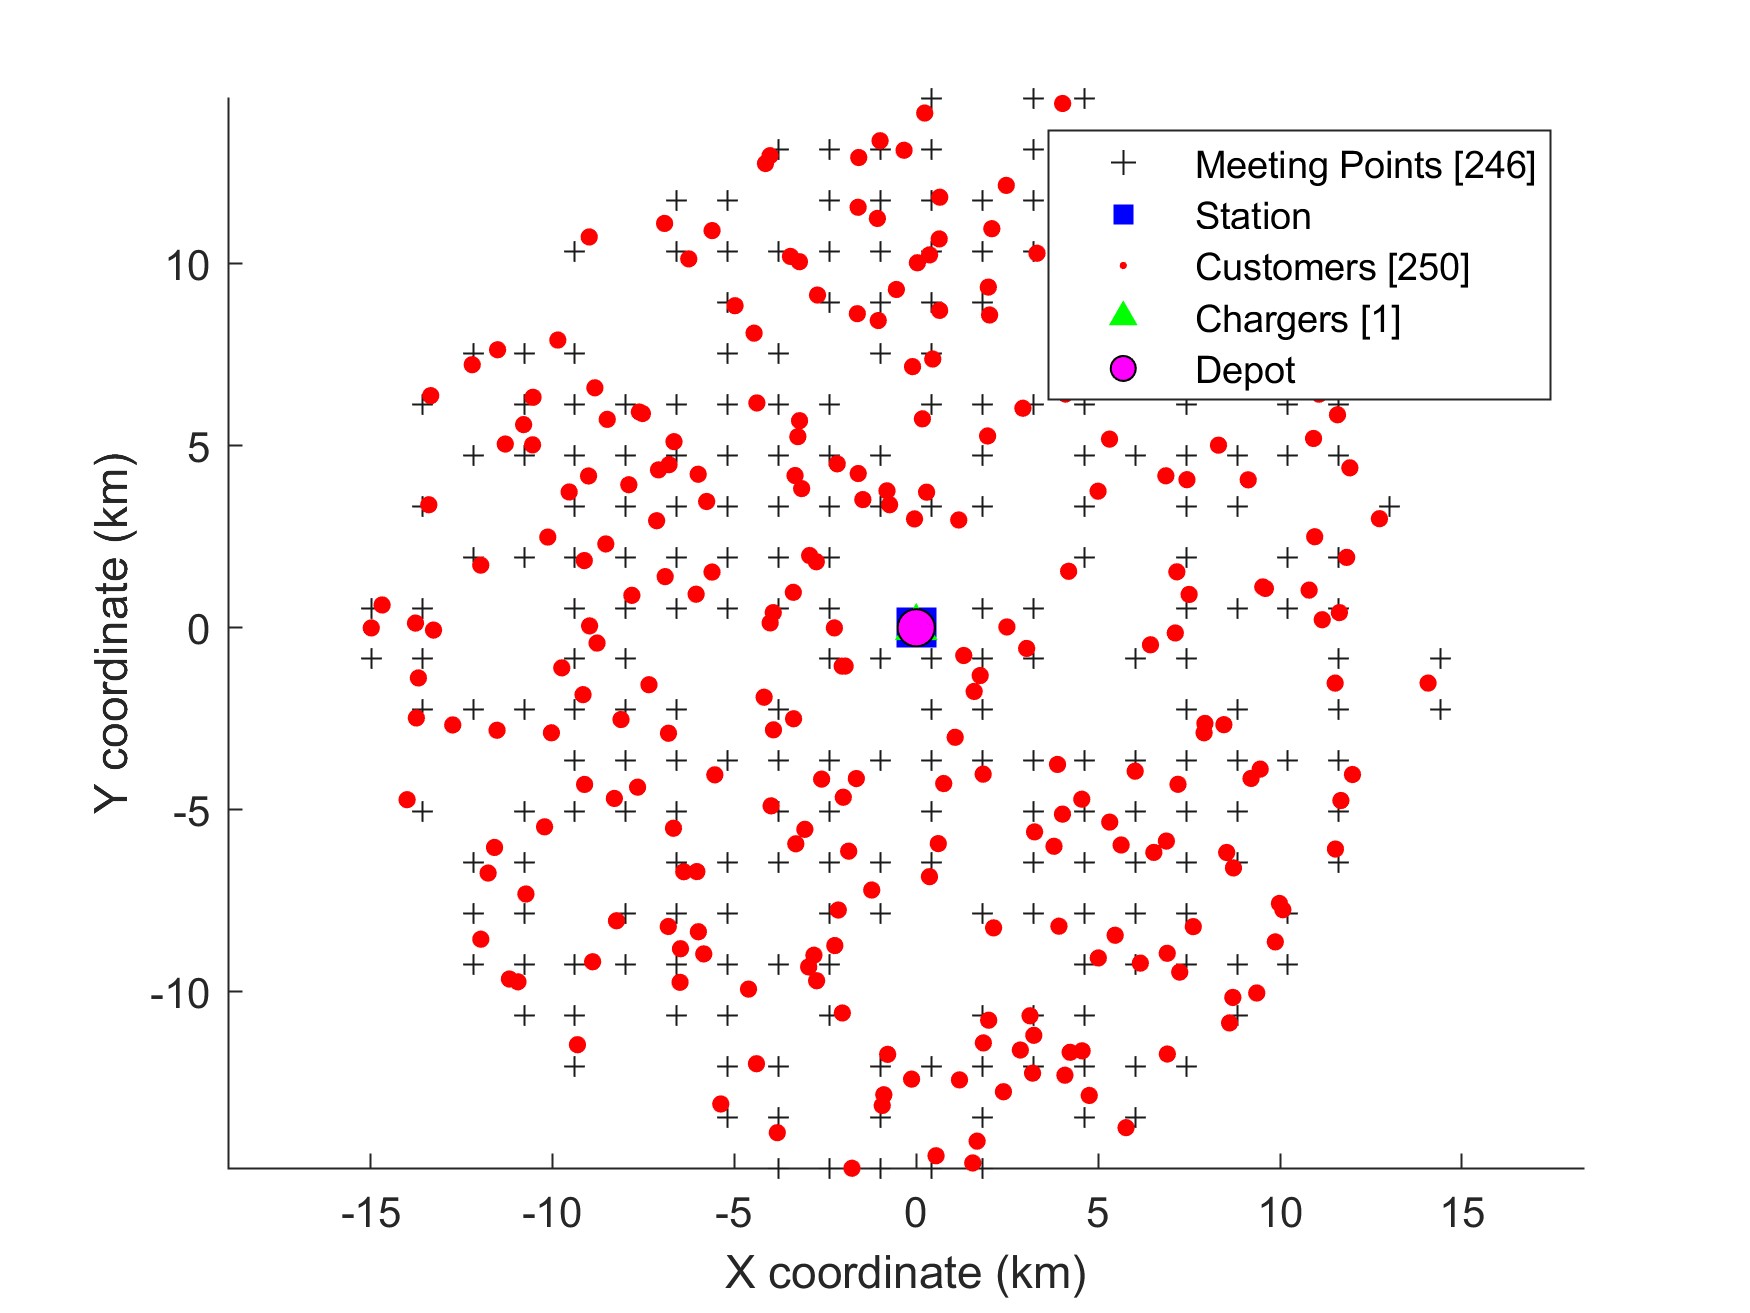 Meeting Points [246]
Station
Customers [250]
Chargers [1]
Depot
10
5
0
-5
-10
Y coordinate (km)
-15
-10
-5
0
5
10
15
X coordinate (km)